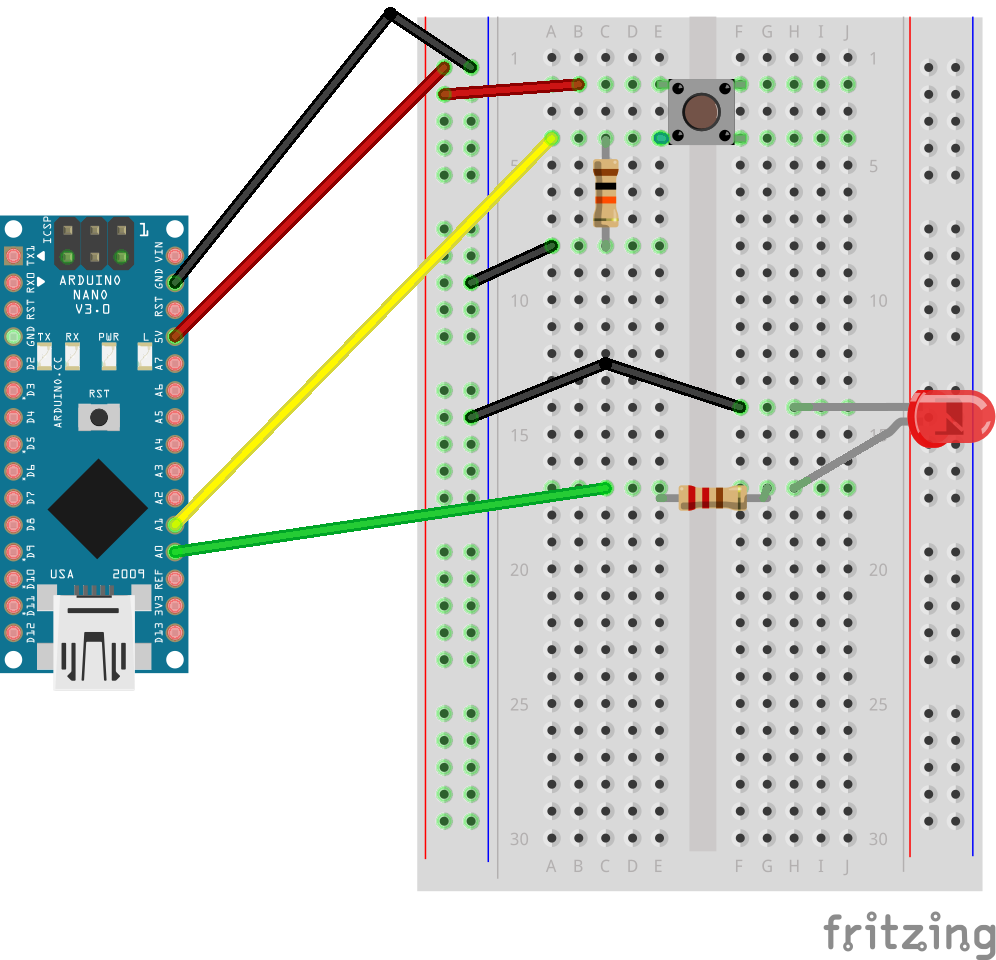 A B C D E F G H I J
1 1
5 5
10 10
15 15
20 20
25 25
30 30
A B C D E F G H I J
ICSP
1
TX1
RX0
RST
GND
D2
D3
D4
D5
D6
D7
D8
D9
D10
D11
D12
VIN
GND
RST
5V
A7
A6
A5
A4
A3
A2
A1
A0
REF
3V3
D13
ARDUINO
NANO
V3.0
TX RX PWR L
ARDUINO.CC
RST
USA 2009
fritzing